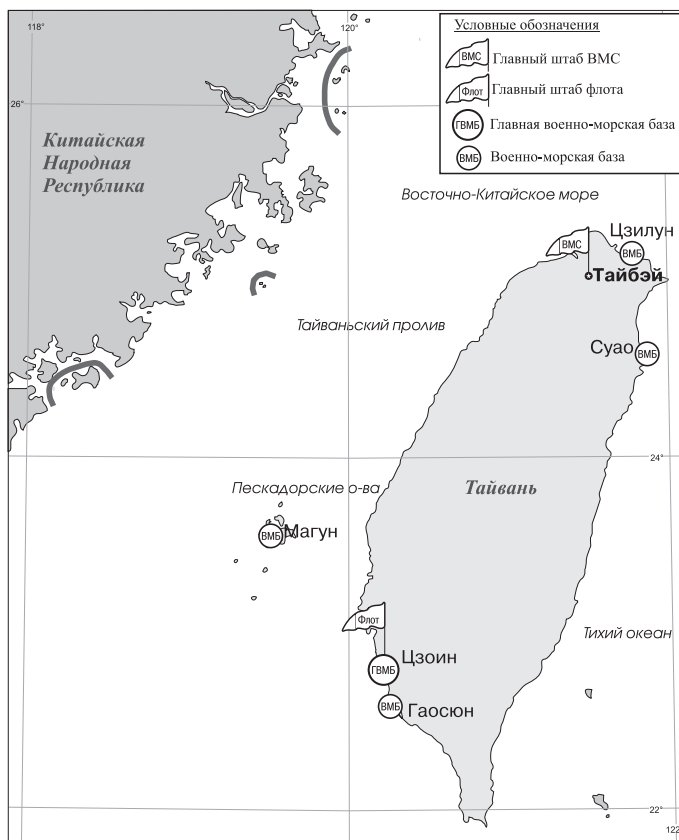 118°
120°
Условные обозначения
ВМС Главный штаб ВМС
Флот Главный штаб флота
ГВМБ Главная военно-морская база
ВМБ Военно-морская база
26°
Китайская
Народная
Республика
Восточно-Китайское море
ВМС
Цзилун
ВМБ
Тайбэй
Тайваньский пролив
Суао
ВМБ
24°
Пескадорские о-ва
Тайвань
ВМБ
Магун
Флот
Тихий океан
Цзоин
ГВМБ
ВМБ
Гаосюн
22°
122